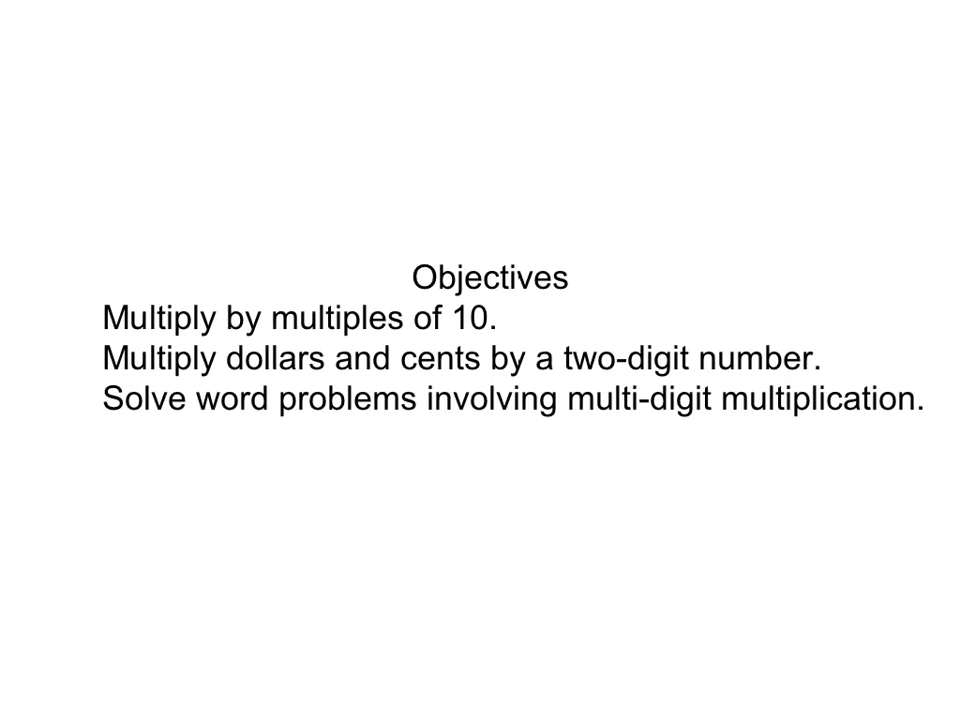 Objectives
Multiply by multiples of 10.
Multiply dollars and cents by a two-digit number.
Solve word problems involving multi-digit multiplication.